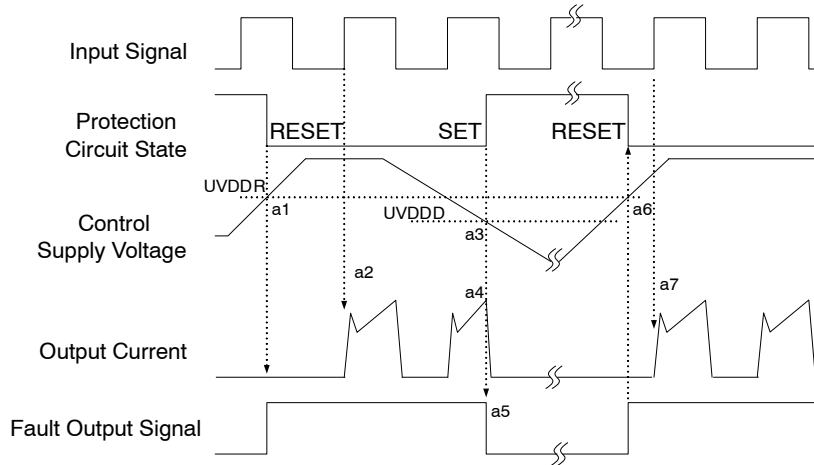 Input Signal
Protection
Circuit State
RESET
SET
RESET
UVDDR
a1
UVDDD
a3
a6
Control
Supply Voltage
a2
a4
a7
Output Current
a5
Fault Output Signal